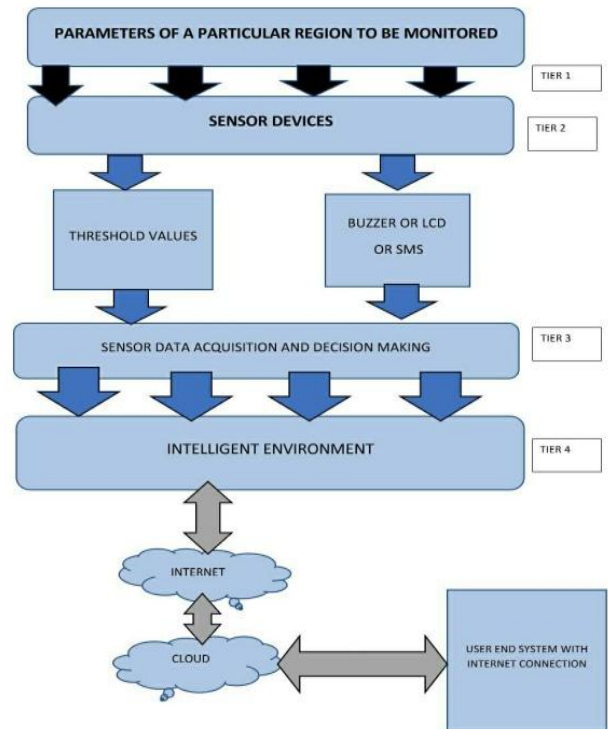 PARAMETERS OF A PARTICULAR REGION TO BE MONITORED
TIER 1
SENSOR DEVICES
TIER 2
THRESHOLD VALUES
BUZZER OR LCD
OR SMS
SENSOR DATA ACQUISITION AND DECISION MAKING
TIER 3
INTELLIGENT ENVIRONMENT
TIER 4
INTERNET
CLOUD
USER END SYSTEM WITH
INTERNET CONNECTION